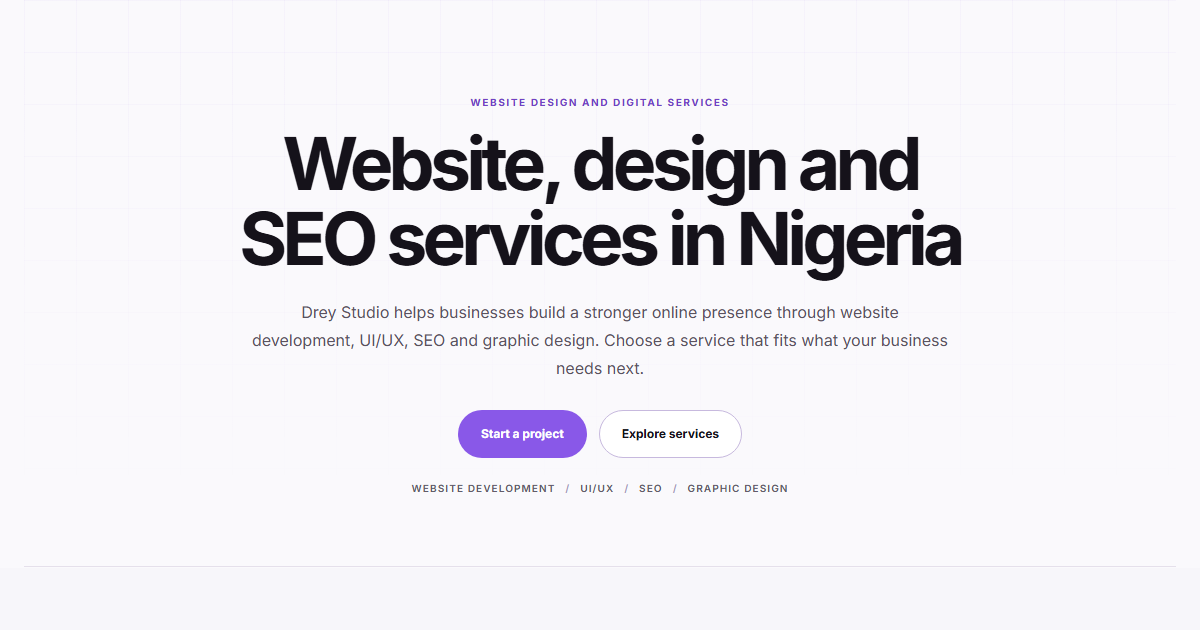 WEBSITE DESIGN AND DIGITAL SERVICES
Website, design and
SEO services in Nigeria
Drey Studio helps businesses build a stronger online presence through website
development, UI/UX, SEO and graphic design. Choose a service that fits what your business
needs next.
Start a project
Explore services
WEBSITE DEVELOPMENT / UI/UX / SEO / GRAPHIC DESIGN